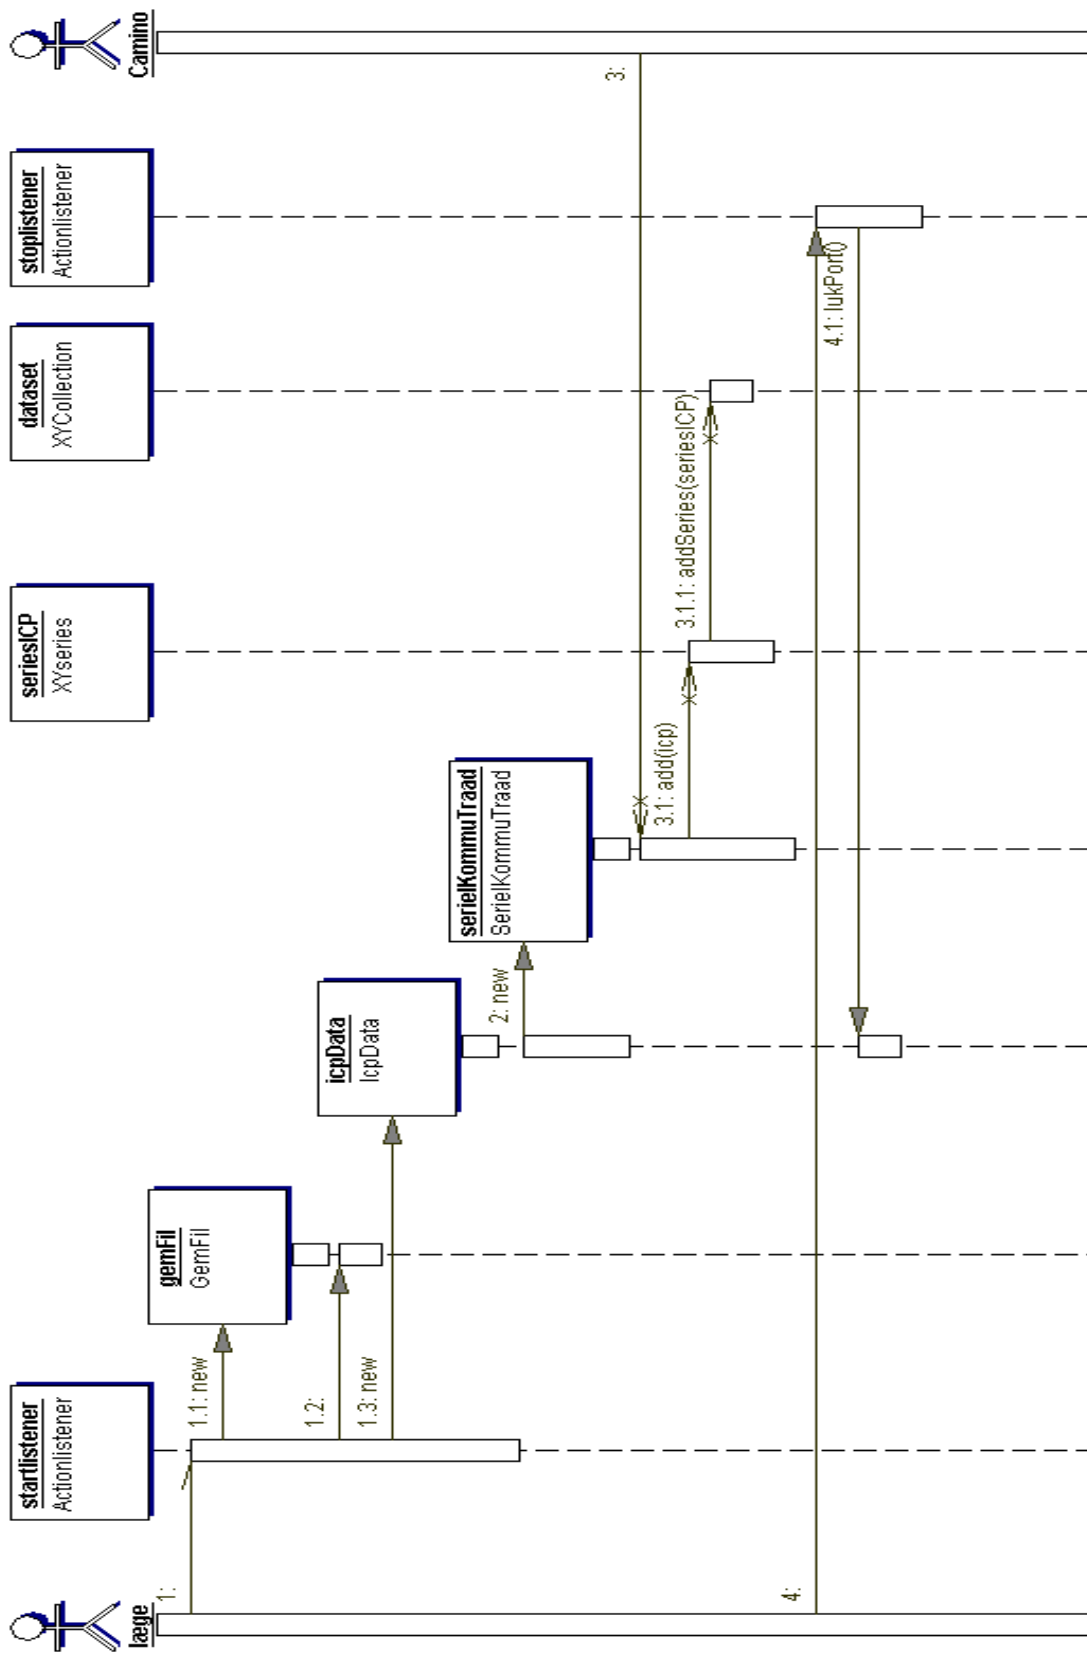 læge
startlistener
Actionlistener
gemFil
GemFil
icpData
IcpData
serielKommuTraad
SerielKommuTraad
seriesICP
XYseries
dataset
XYCollection
stoplistener
Actionlistener
Camino
1:
1.1: new
1.2:
1.3: new
2: new
3:
3.1: add(icp)
3.1.1: addSeries(seriesICP)
4:
4.1: lukPort()